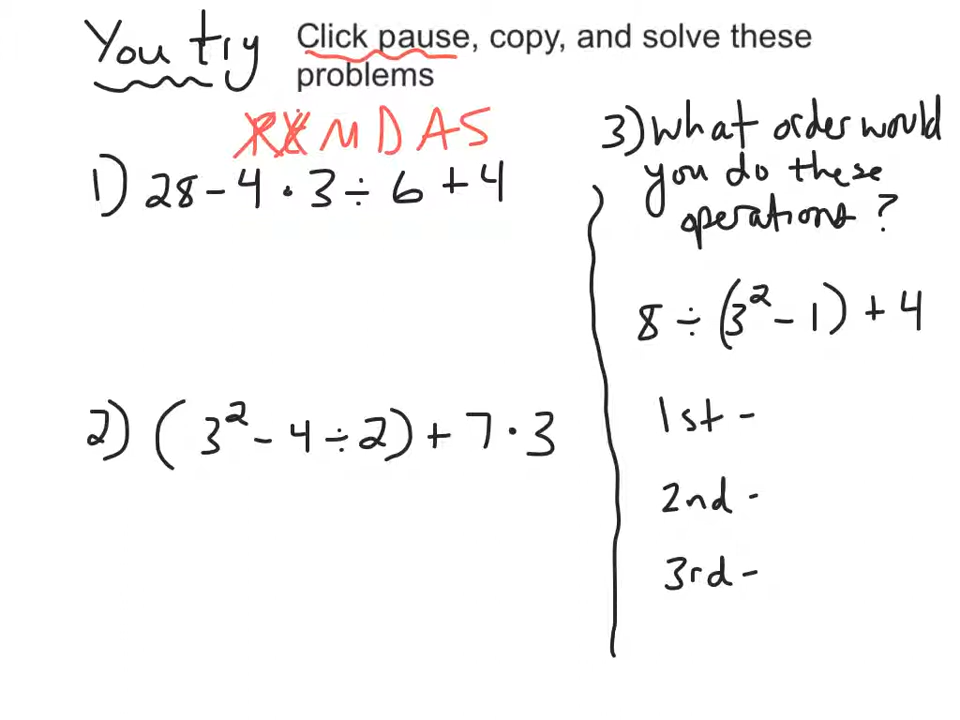 You try
Click pause, copy, and solve these
problems
PEMDAS
1) 28 - 4 · 3 ÷ 6 + 4
2) (3² - 4 ÷ 2) + 7 · 3
3) What order would
you do these
operations?
8 ÷ (3² - 1) + 4
1st -
2nd -
3rd -